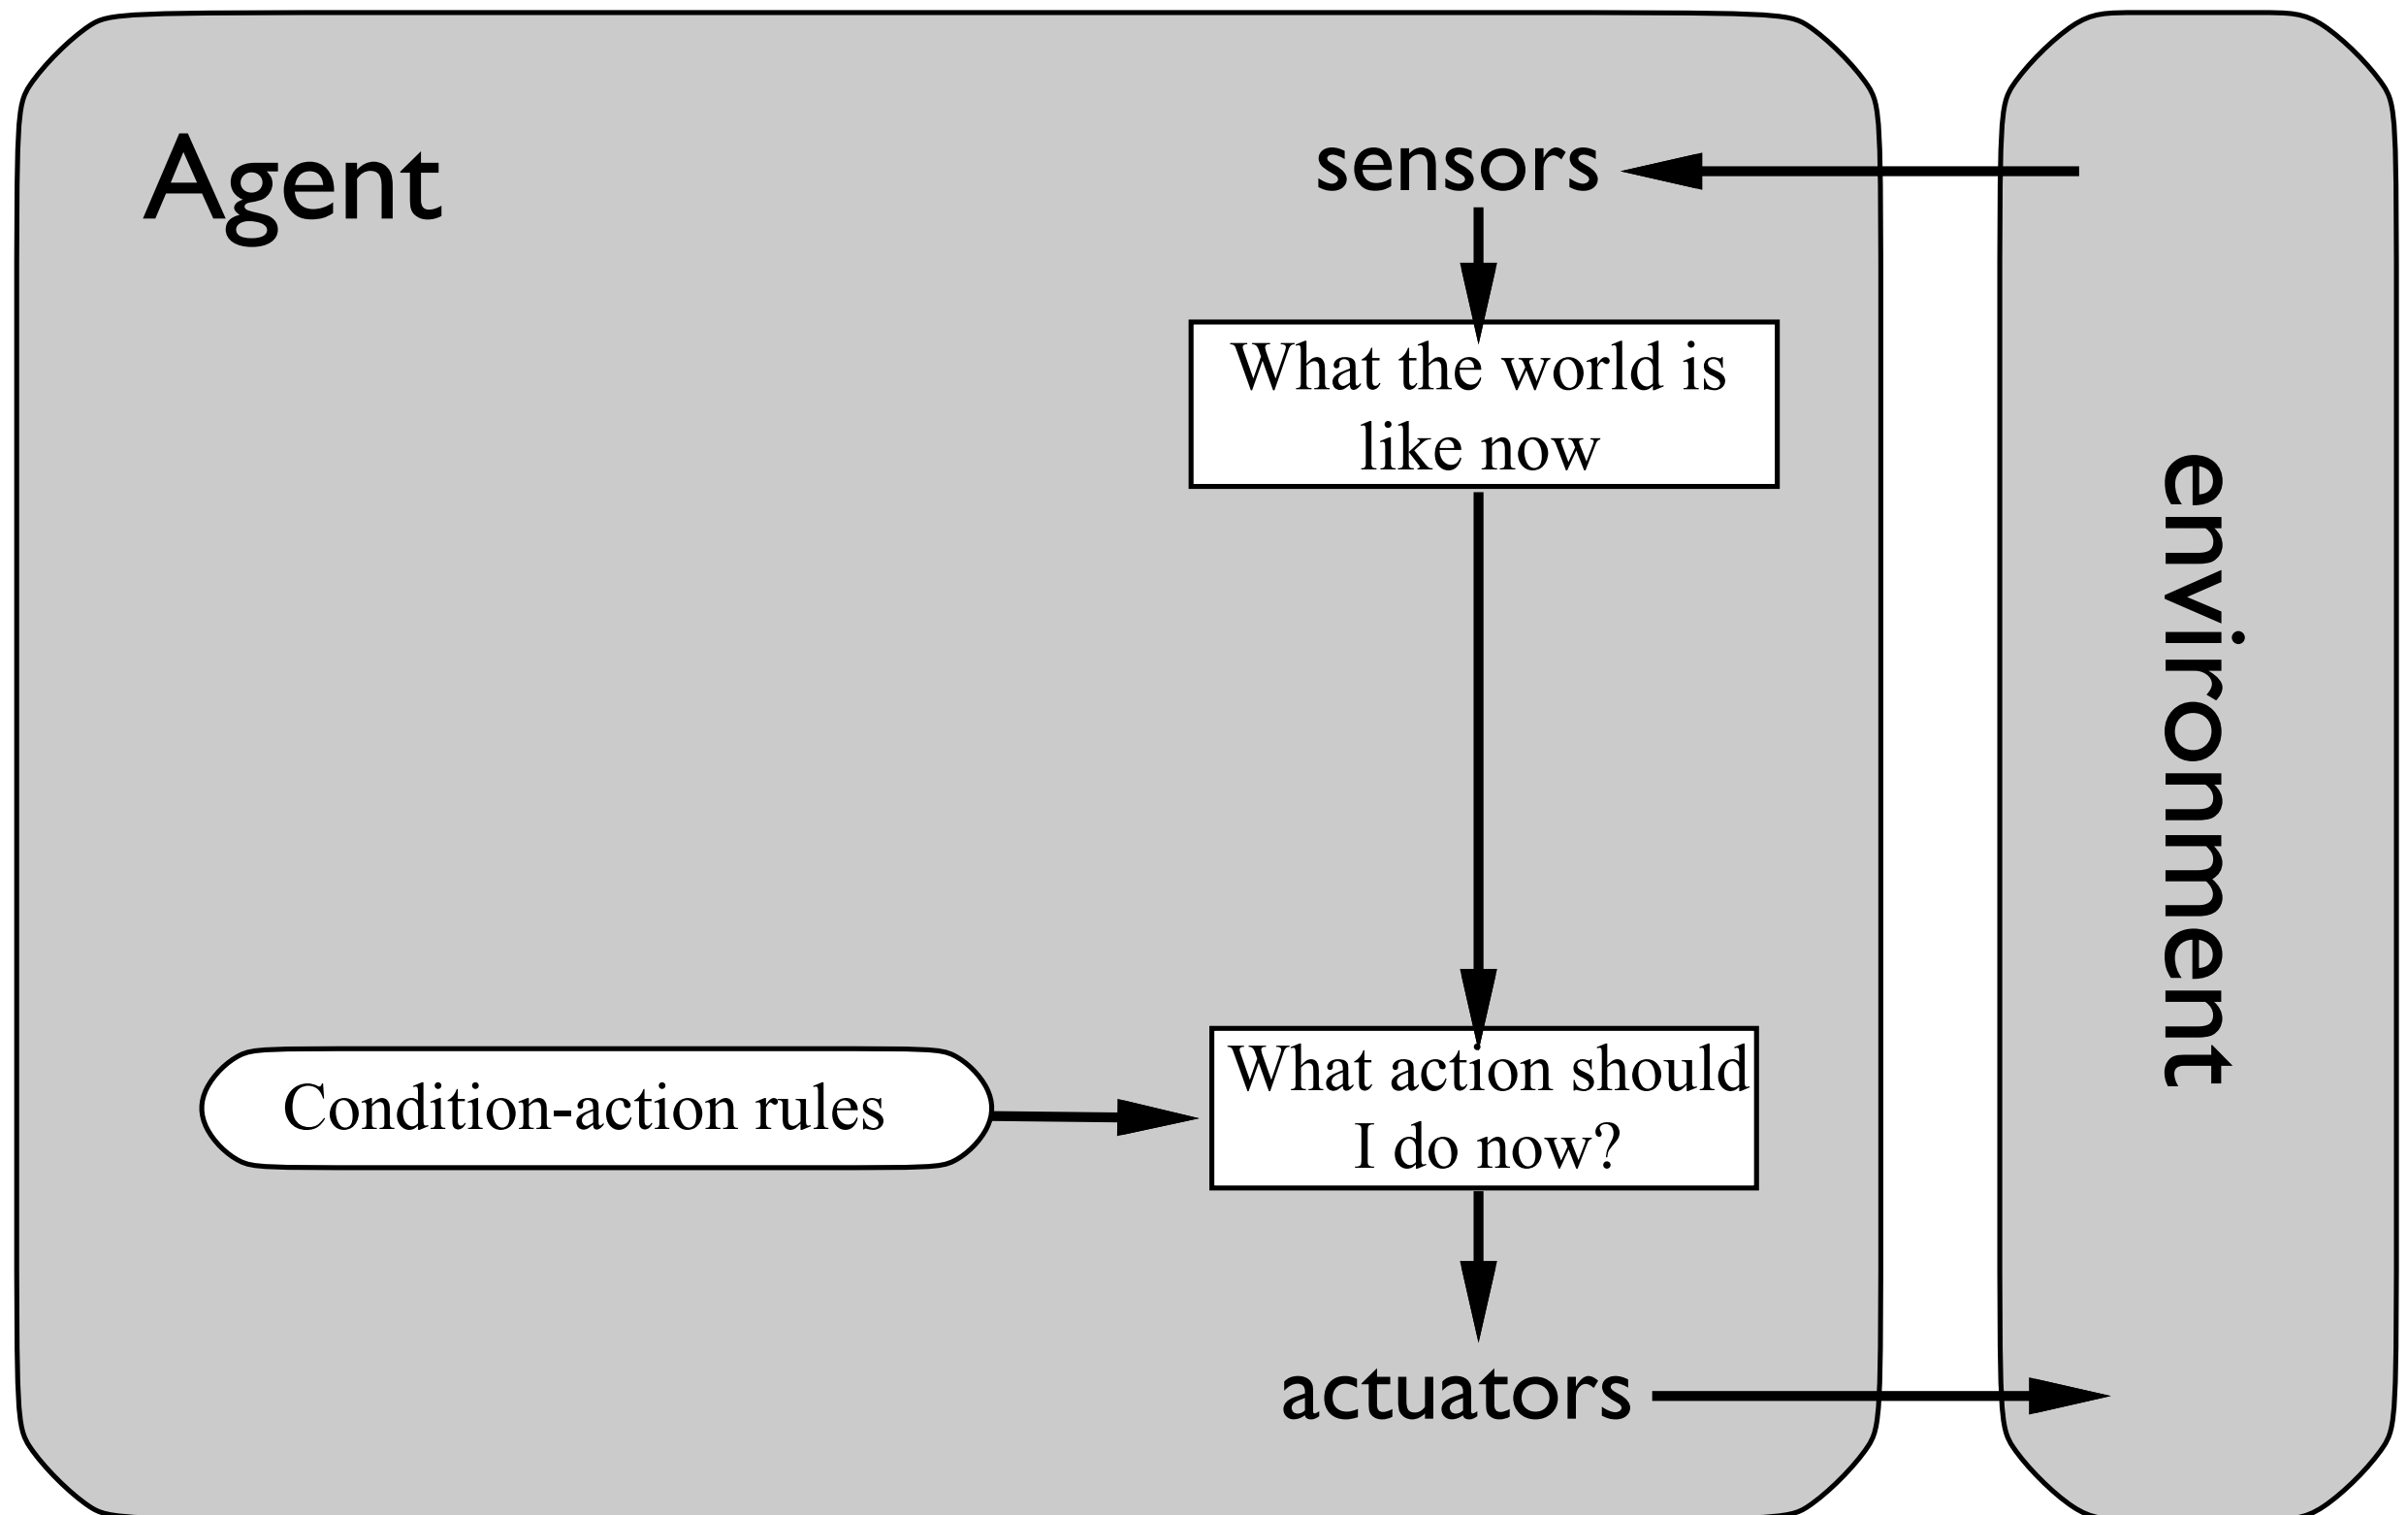 Agent
sensors
What the world is
like now
environment
Condition-action rules
What action should
I do now?
actuators